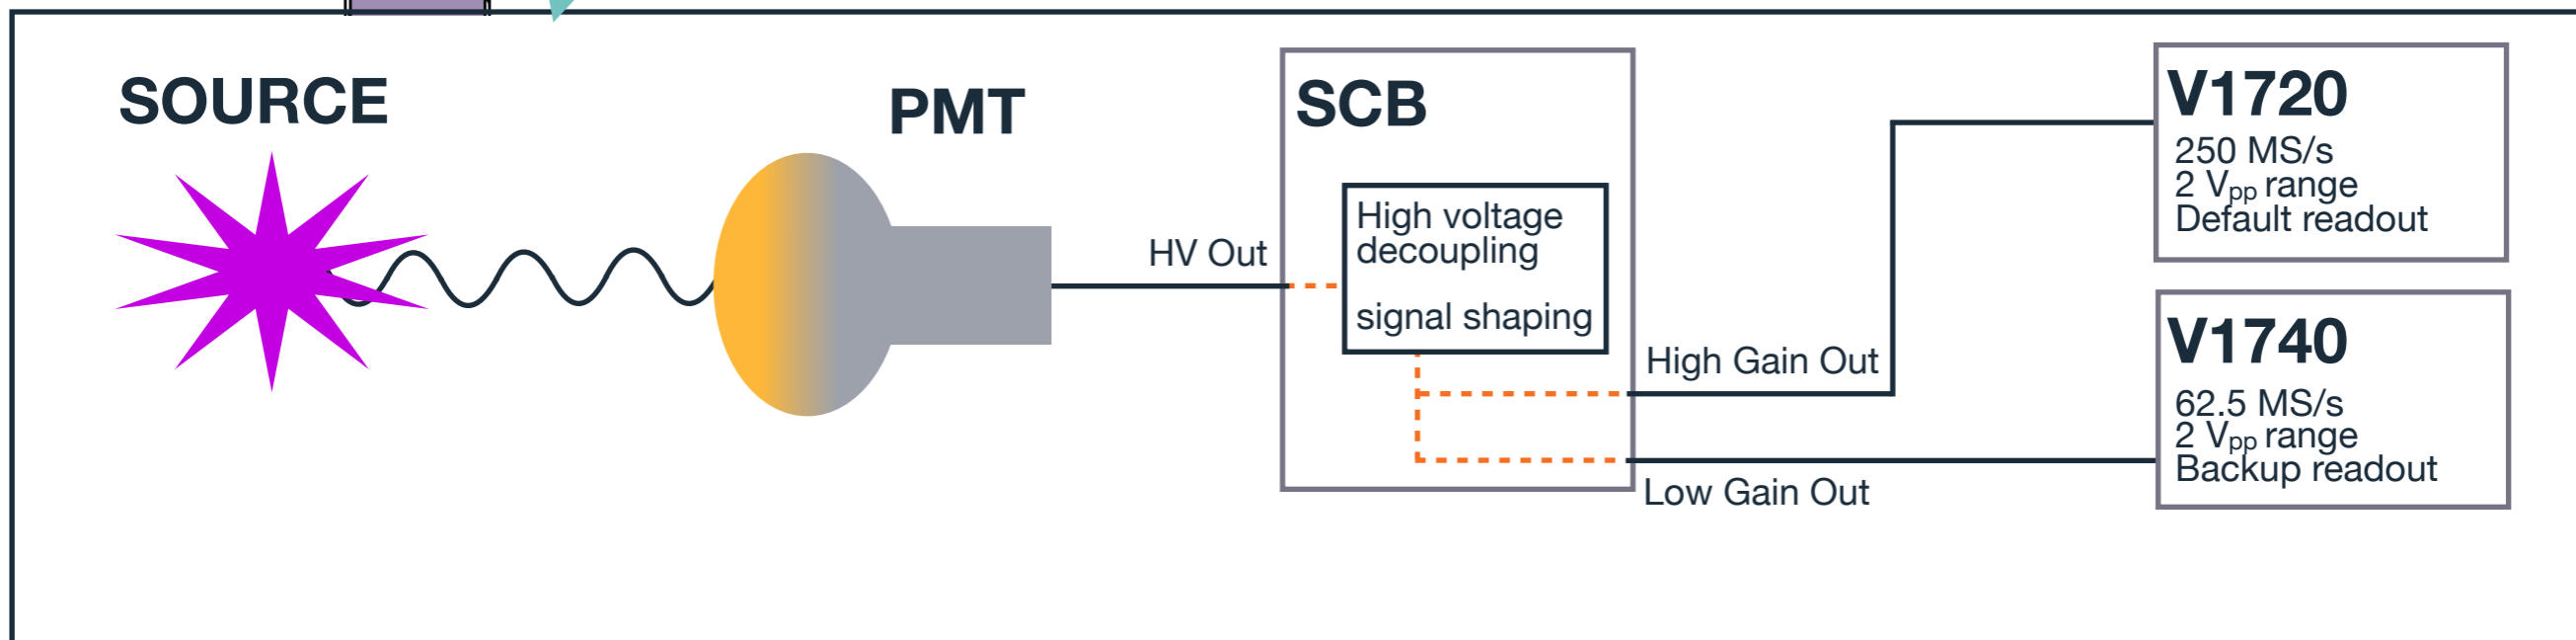 SOURCE
PMT
HV Out
SCB
High voltage
decoupling
signal shaping
High Gain Out
Low Gain Out
V1720
250 MS/s
2 Vpp range
Default readout
V1740
62.5 MS/s
2 Vpp range
Backup readout